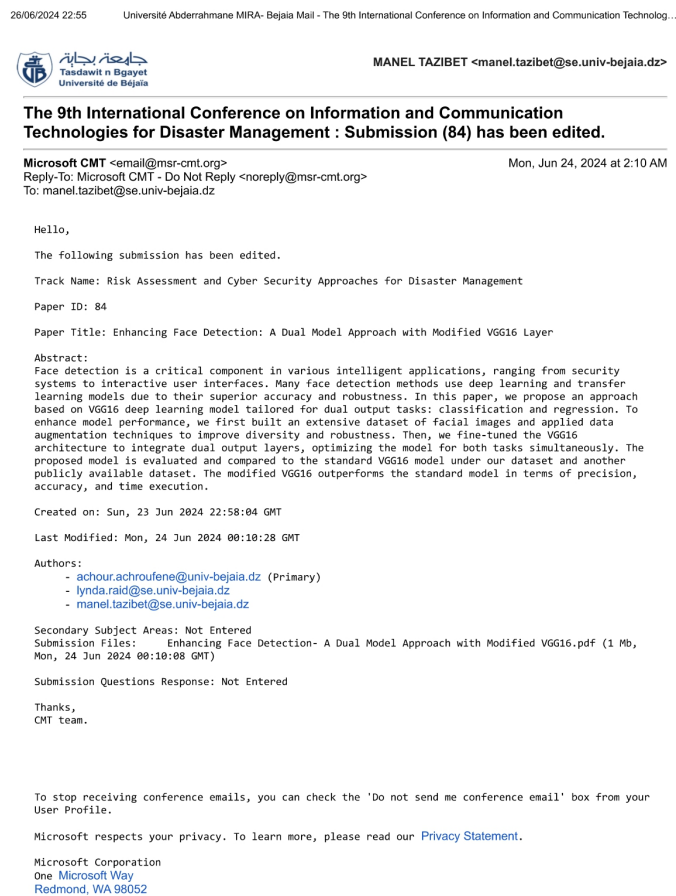 26/06/2024 22:55
Université Abderrahmane MIRA- Bejaia Mail - The 9th International Conference on Information and Communication Technolog…
جامعة بجاية
Tasdawit n Bgayet
Université de Béjaïa
MANEL TAZIBET <manel.tazibet@se.univ-bejaia.dz>
The 9th International Conference on Information and Communication
Technologies for Disaster Management : Submission (84) has been edited.
Microsoft CMT <email@msr-cmt.org>
Mon, Jun 24, 2024 at 2:10 AM
Reply-To: Microsoft CMT - Do Not Reply <noreply@msr-cmt.org>
To: manel.tazibet@se.univ-bejaia.dz
Hello,
The following submission has been edited.
Track Name: Risk Assessment and Cyber Security Approaches for Disaster Management
Paper ID: 84
Paper Title: Enhancing Face Detection: A Dual Model Approach with Modified VGG16 Layer
Abstract:
Face detection is a critical component in various intelligent applications, ranging from security
systems to interactive user interfaces. Many face detection methods use deep learning and transfer
learning models due to their superior accuracy and robustness. In this paper, we propose an approach
based on VGG16 deep learning model tailored for dual output tasks: classification and regression. To
enhance model performance, we first built an extensive dataset of facial images and applied data
augmentation techniques to improve diversity and robustness. Then, we fine-tuned the VGG16
architecture to integrate dual output layers, optimizing the model for both tasks simultaneously. The
proposed model is evaluated and compared to the standard VGG16 model under our dataset and another
publicly available dataset. The modified VGG16 outperforms the standard model in terms of precision,
accuracy, and time execution.
Created on: Sun, 23 Jun 2024 22:58:04 GMT
Last Modified: Mon, 24 Jun 2024 00:10:28 GMT
Authors:
- achour.achroufene@univ-bejaia.dz (Primary)
- lynda.raid@se.univ-bejaia.dz
- manel.tazibet@se.univ-bejaia.dz
Secondary Subject Areas: Not Entered
Submission Files: Enhancing Face Detection- A Dual Model Approach with Modified VGG16.pdf (1 Mb,
Mon, 24 Jun 2024 00:10:08 GMT)
Submission Questions Response: Not Entered
Thanks,
CMT team.
To stop receiving conference emails, you can check the 'Do not send me conference email' box from your
User Profile.
Microsoft respects your privacy. To learn more, please read our Privacy Statement.
Microsoft Corporation
One Microsoft Way
Redmond, WA 98052